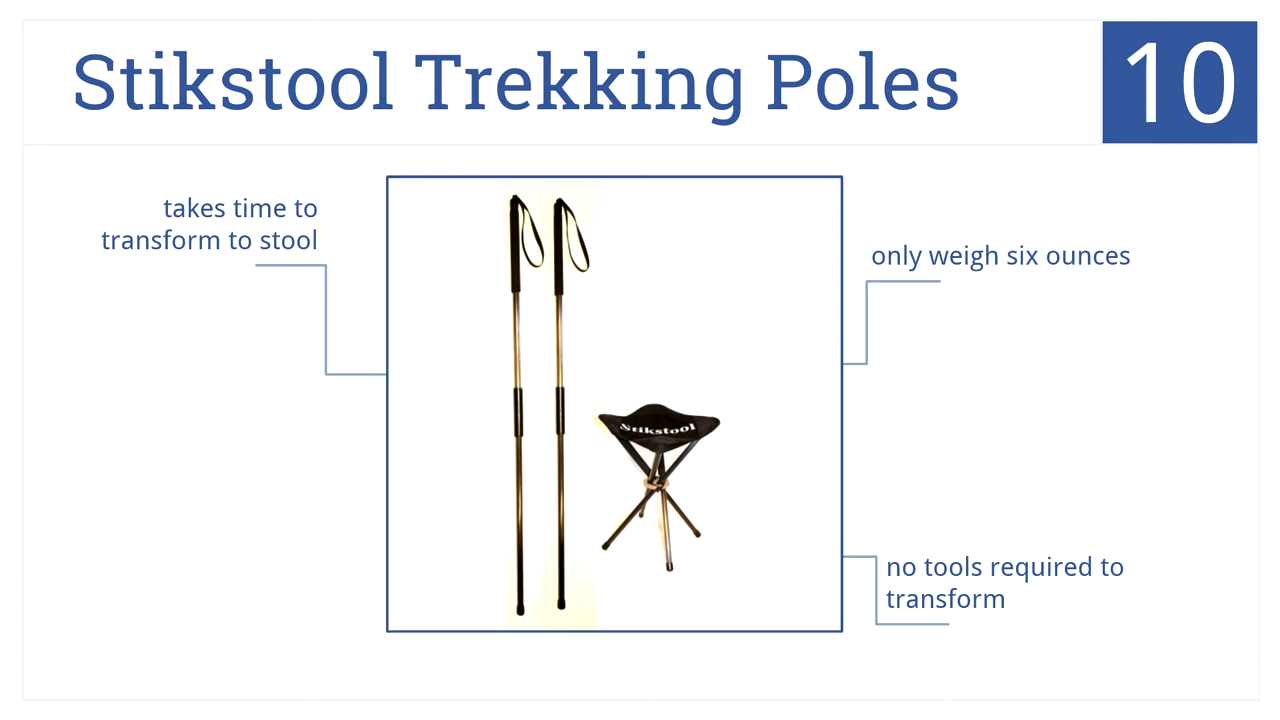 Stikstool Trekking Poles
10
takes time to
transform to stool
only weigh six ounces
Stikstool
no tools required to
transform